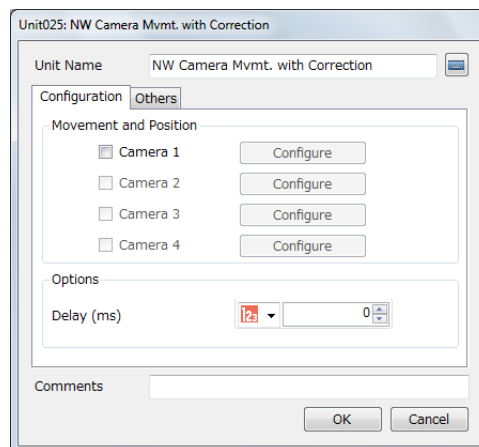 Unit025: NW Camera Mvmt. with Correction
Unit Name NW Camera Mvmt. with Correction
Configuration Others
Movement and Position
Camera 1 Configure
Camera 2 Configure
Camera 3 Configure
Camera 4 Configure
Options
Delay (ms) 123 0
Comments
OK Cancel